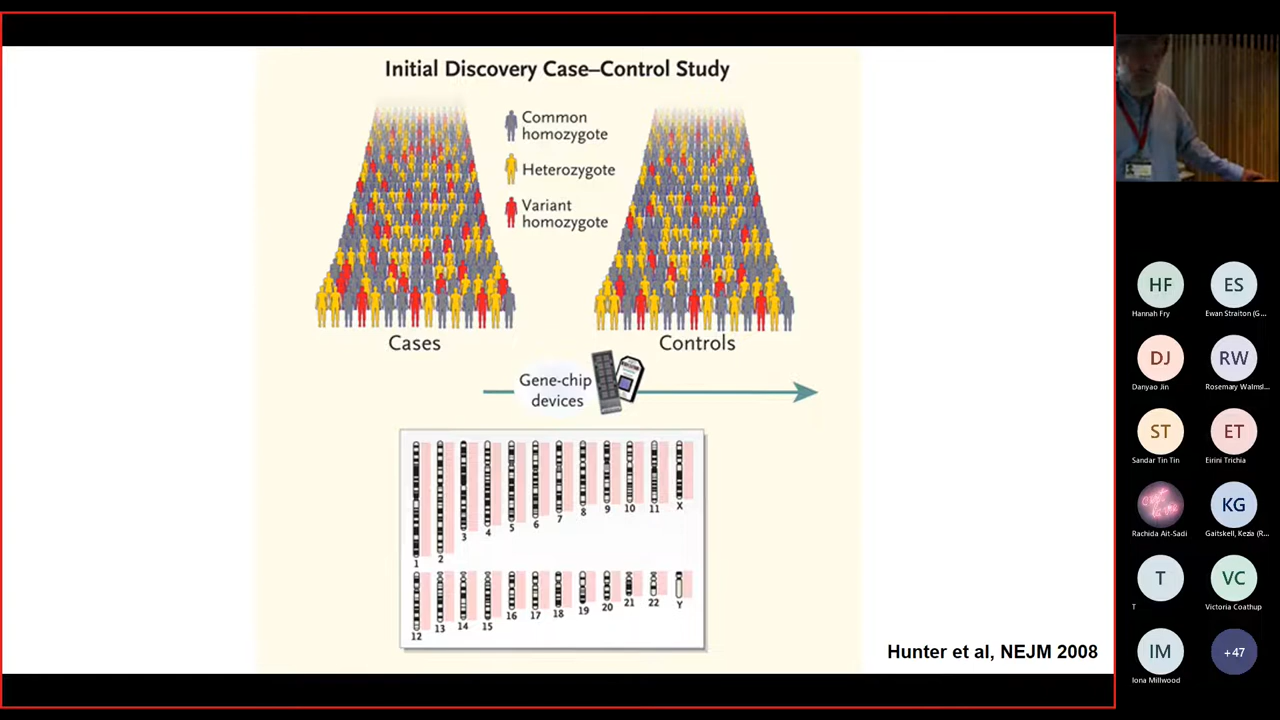 Initial Discovery Case–Control Study
Common
homozygote
Heterozygote
Variant
homozygote
Cases
Controls
Gene-chip
devices
1
2
3
4
5
6
7
8
9
10
11
X
12
13
14
15
16
17
18
19
20
21
22
Y
Hunter et al, NEJM 2008
HF
Hannah Fry
ES
Ewan Straiton (G...
DJ
Danyao Jin
RW
Rosemary Walmsl...
ST
Sandar Tin Tin
ET
Eirini Trichia
Rachida Ait-Sadi
KG
Gaitskell, Kezia (R...
T
T
VC
Victoria Coathup
IM
Iona Millwood
+47